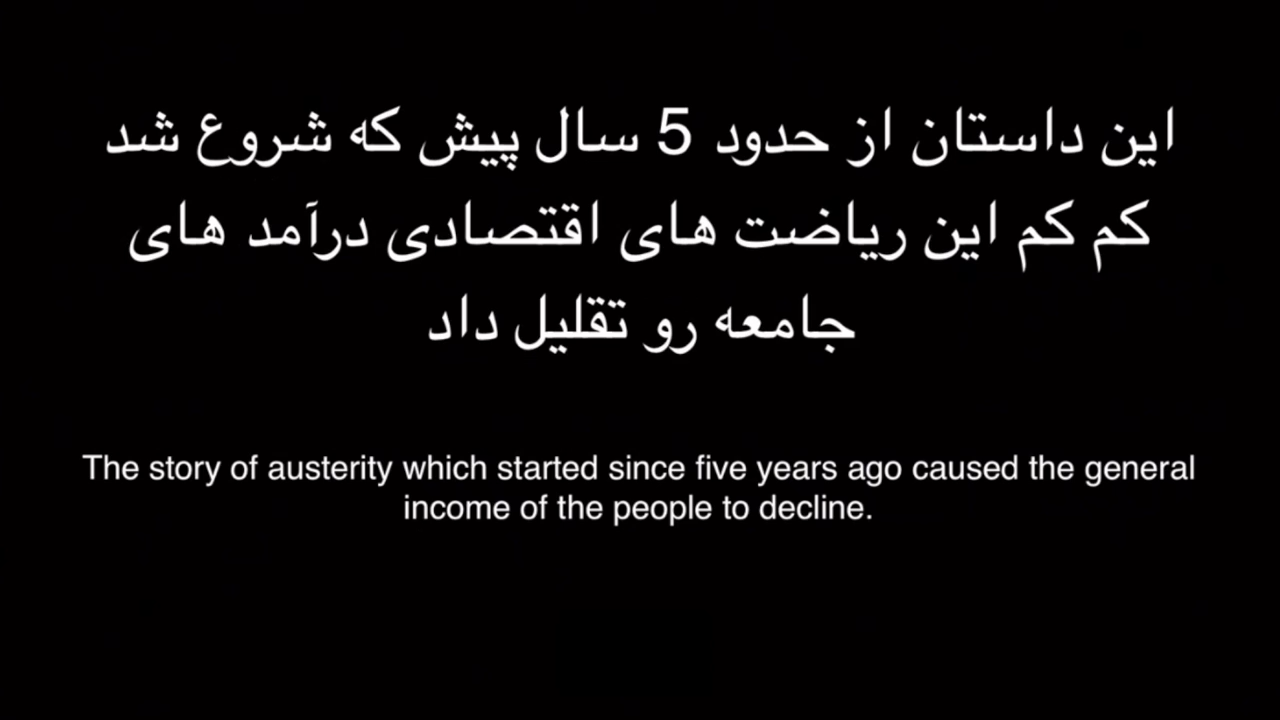 این داستان از حدود 5 سال پیش که شروع شد
کم کم این ریاضت های اقتصادی درآمد های
جامعه رو تقلیل داد
The story of austerity which started since five years ago caused the general
income of the people to decline.